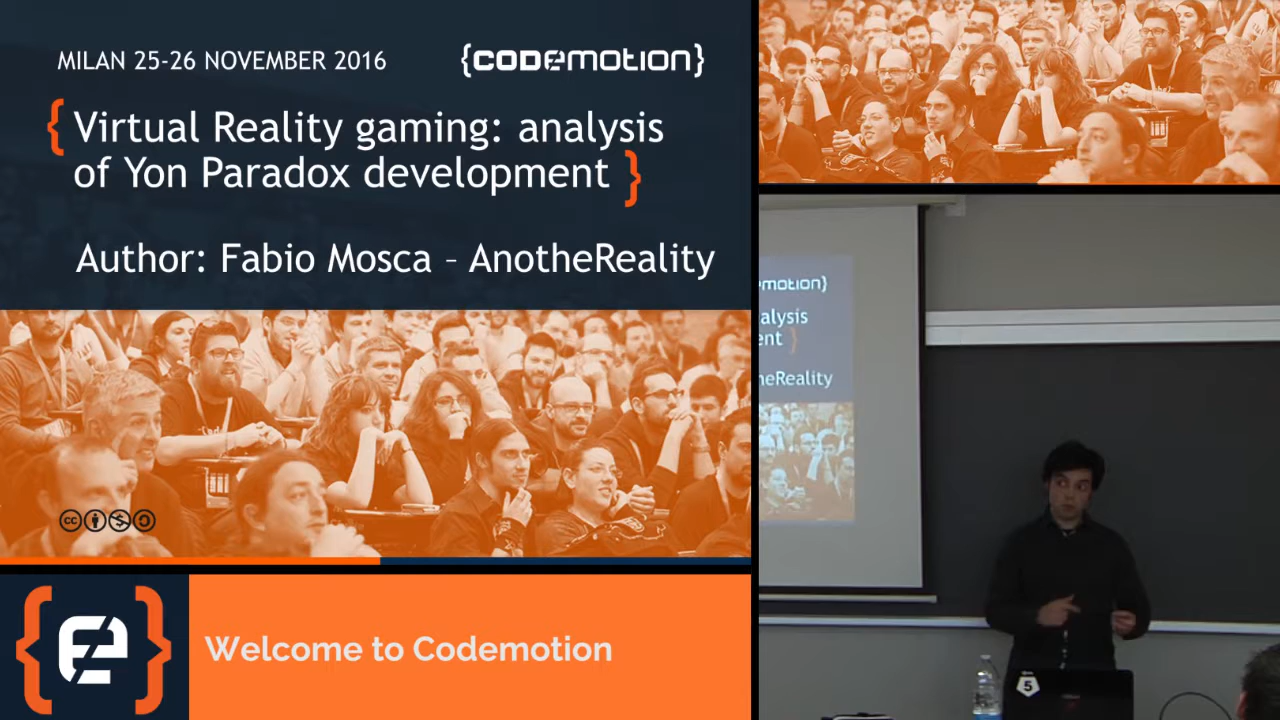 MILAN 25-26 NOVEMBER 2016
{CODEMOTION}
{ Virtual Reality gaming: analysis
of Yon Paradox development }
Author: Fabio Mosca – AnotheReality
Welcome to Codemotion
emotion}
alysis
ent }
heReality
5